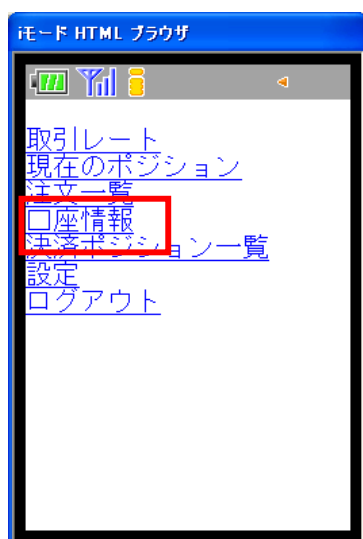 iモード HTML ブラウザ
取引レート
現在のポジション
注文一覧
口座情報
決済ポジション一覧
設定
ログアウト